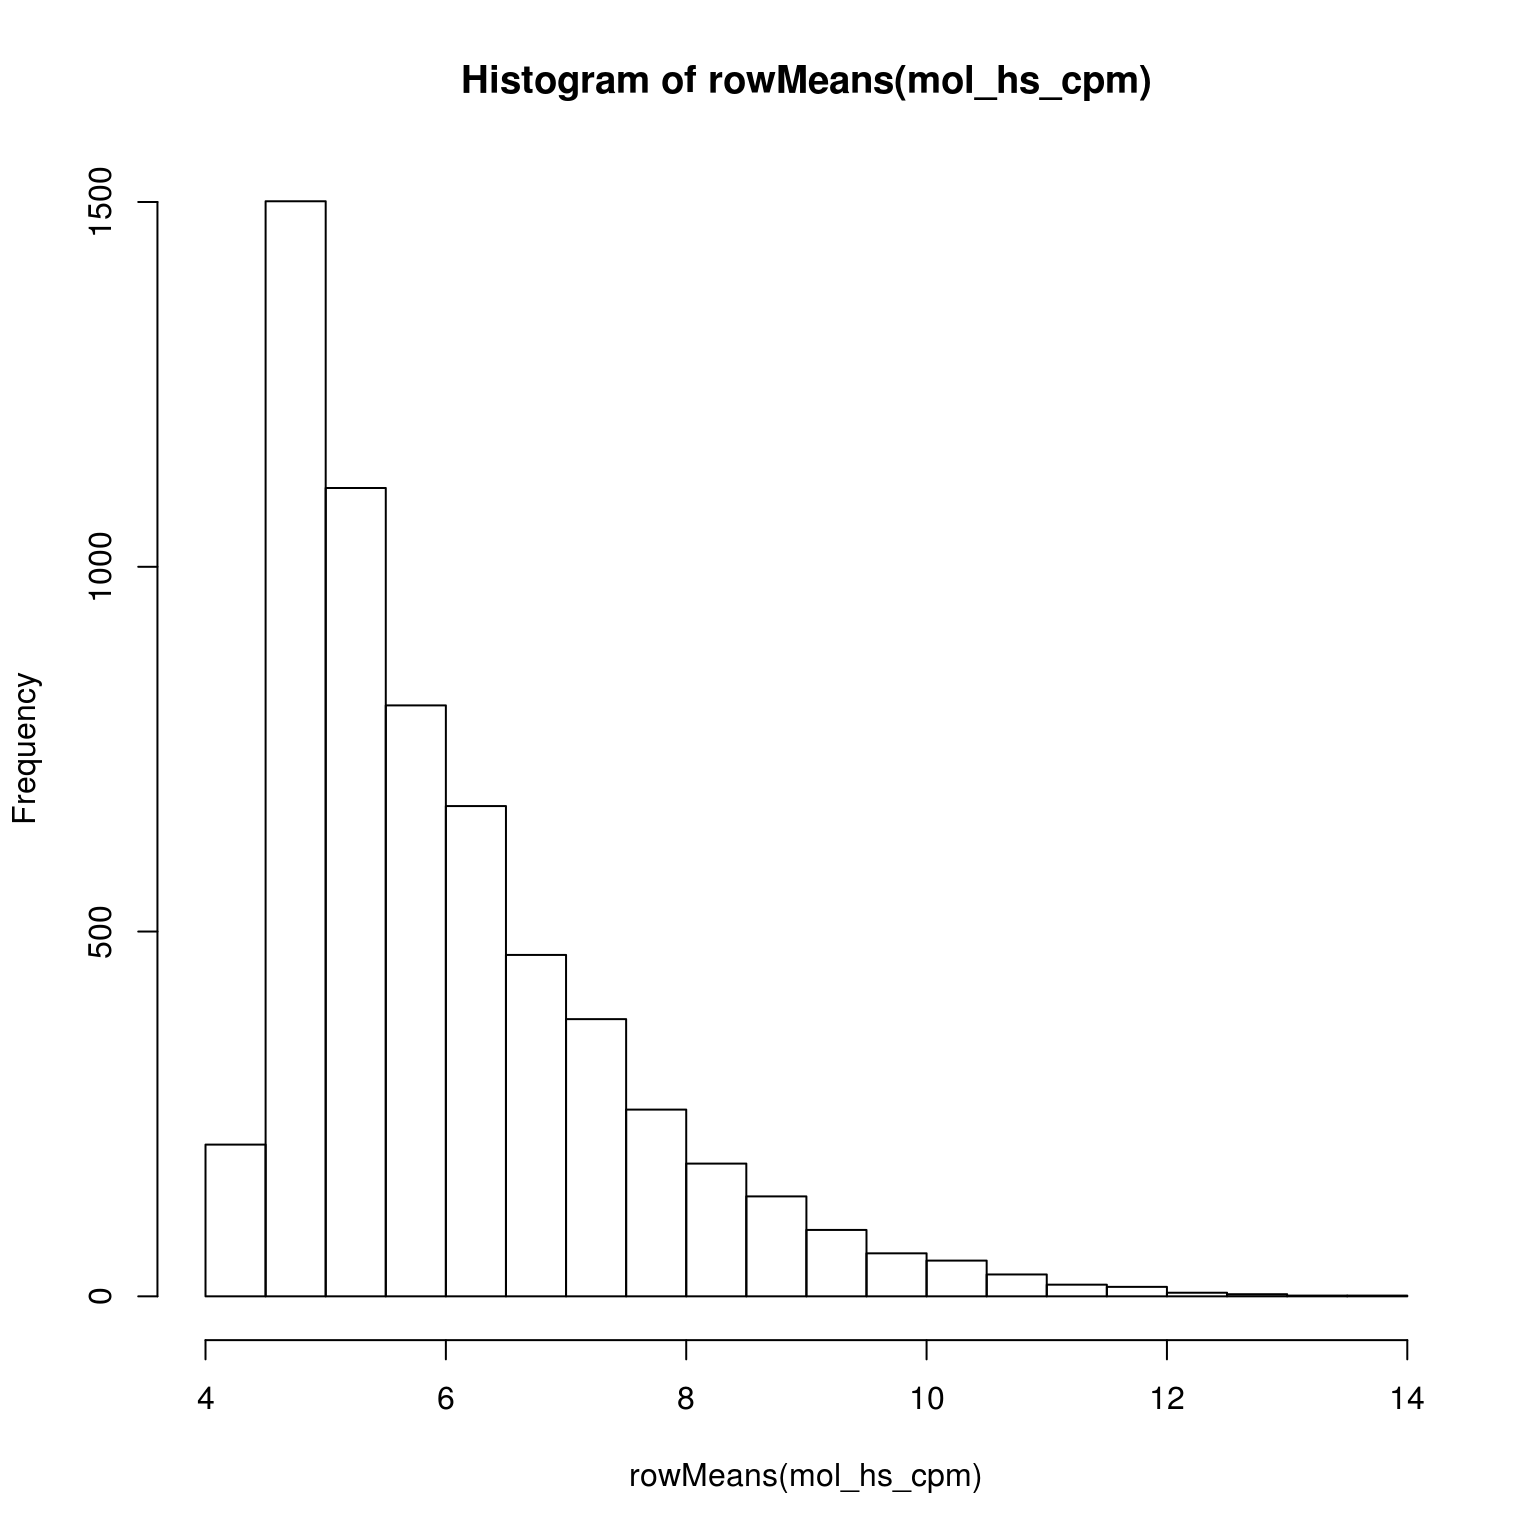 Histogram of rowMeans(mol_hs_cpm)
Frequency
1500
1000
500
0
4 6 8 10 12 14
rowMeans(mol_hs_cpm)